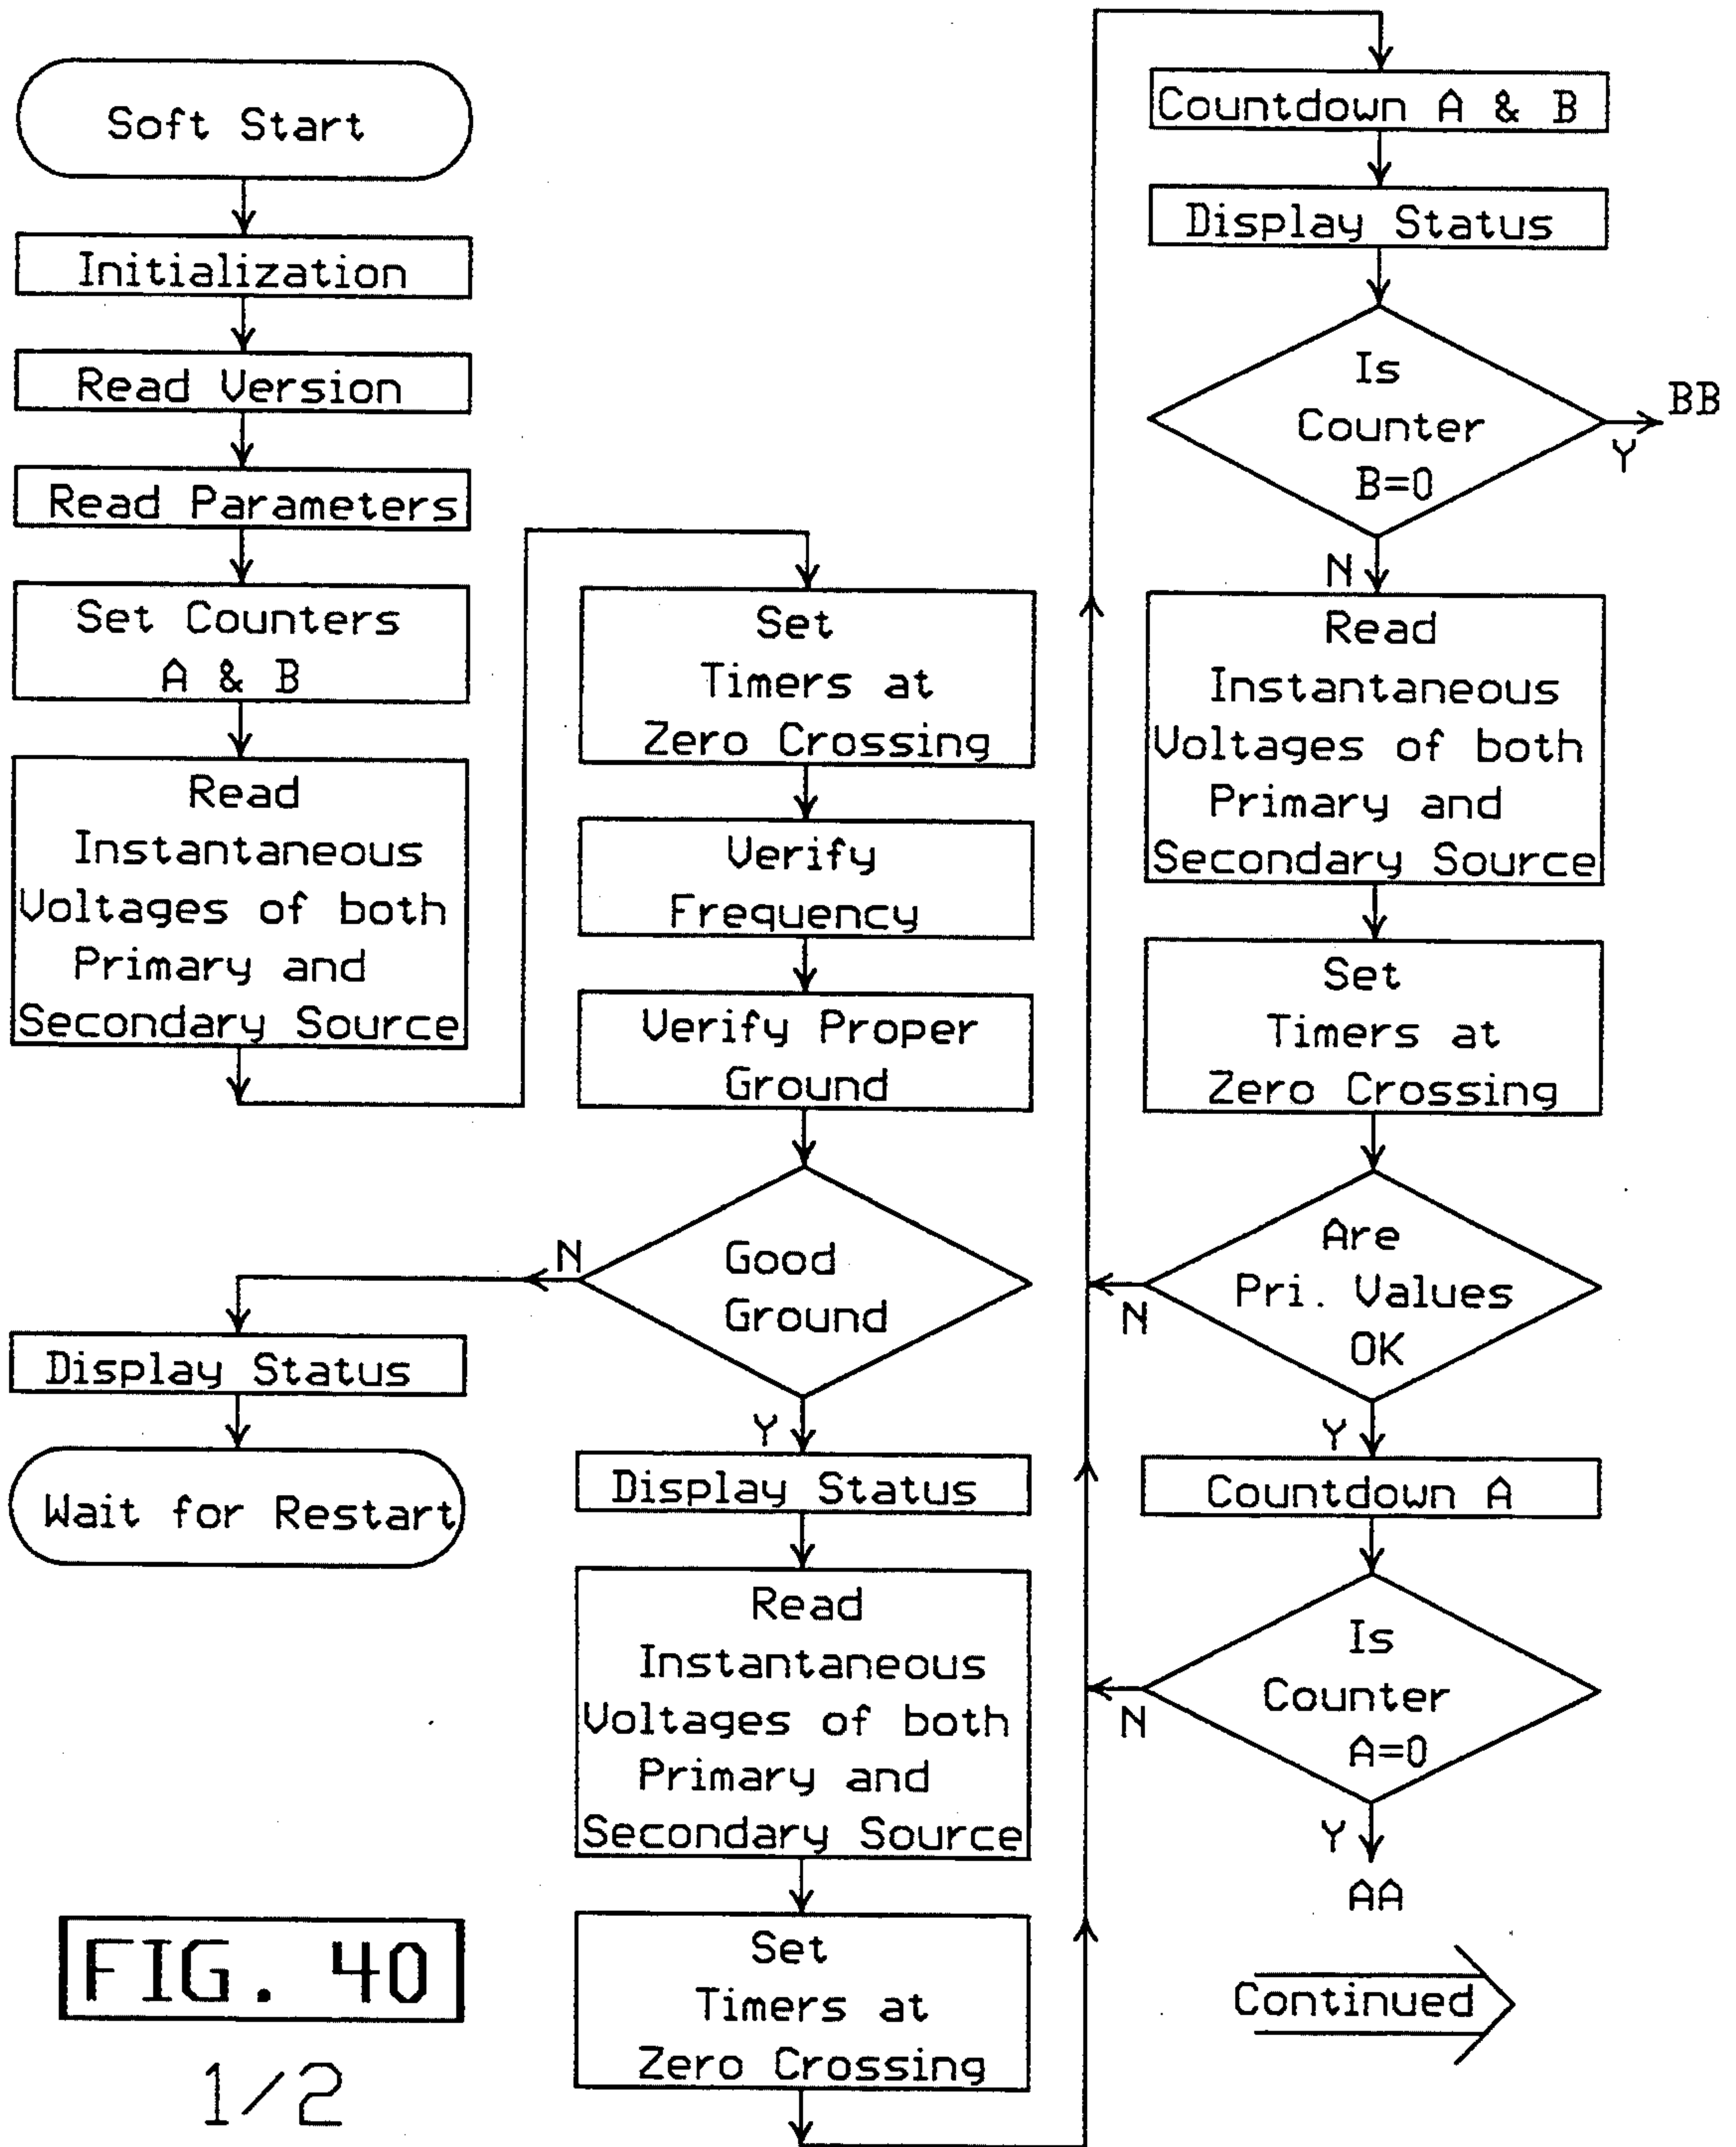 Soft Start
Initialization
Read Version
Read Parameters
Set Counters
A & B
Read
Instantaneous
Voltages of both
Primary and
Secondary Source
Set
Timers at
Zero Crossing
Verify
Frequency
Verify Proper
Ground
Good
Ground
N
Display Status
Wait for Restart
Y
Display Status
Read
Instantaneous
Voltages of both
Primary and
Secondary Source
Set
Timers at
Zero Crossing
Countdown A & B
Display Status
Is
Counter
B=0
Y
BB
N
Read
Instantaneous
Voltages of both
Primary and
Secondary Source
Set
Timers at
Zero Crossing
Are
Pri. Values
OK
N
Y
Countdown A
Is
Counter
A=0
N
Y
AA
Continued
FIG. 40
1/2